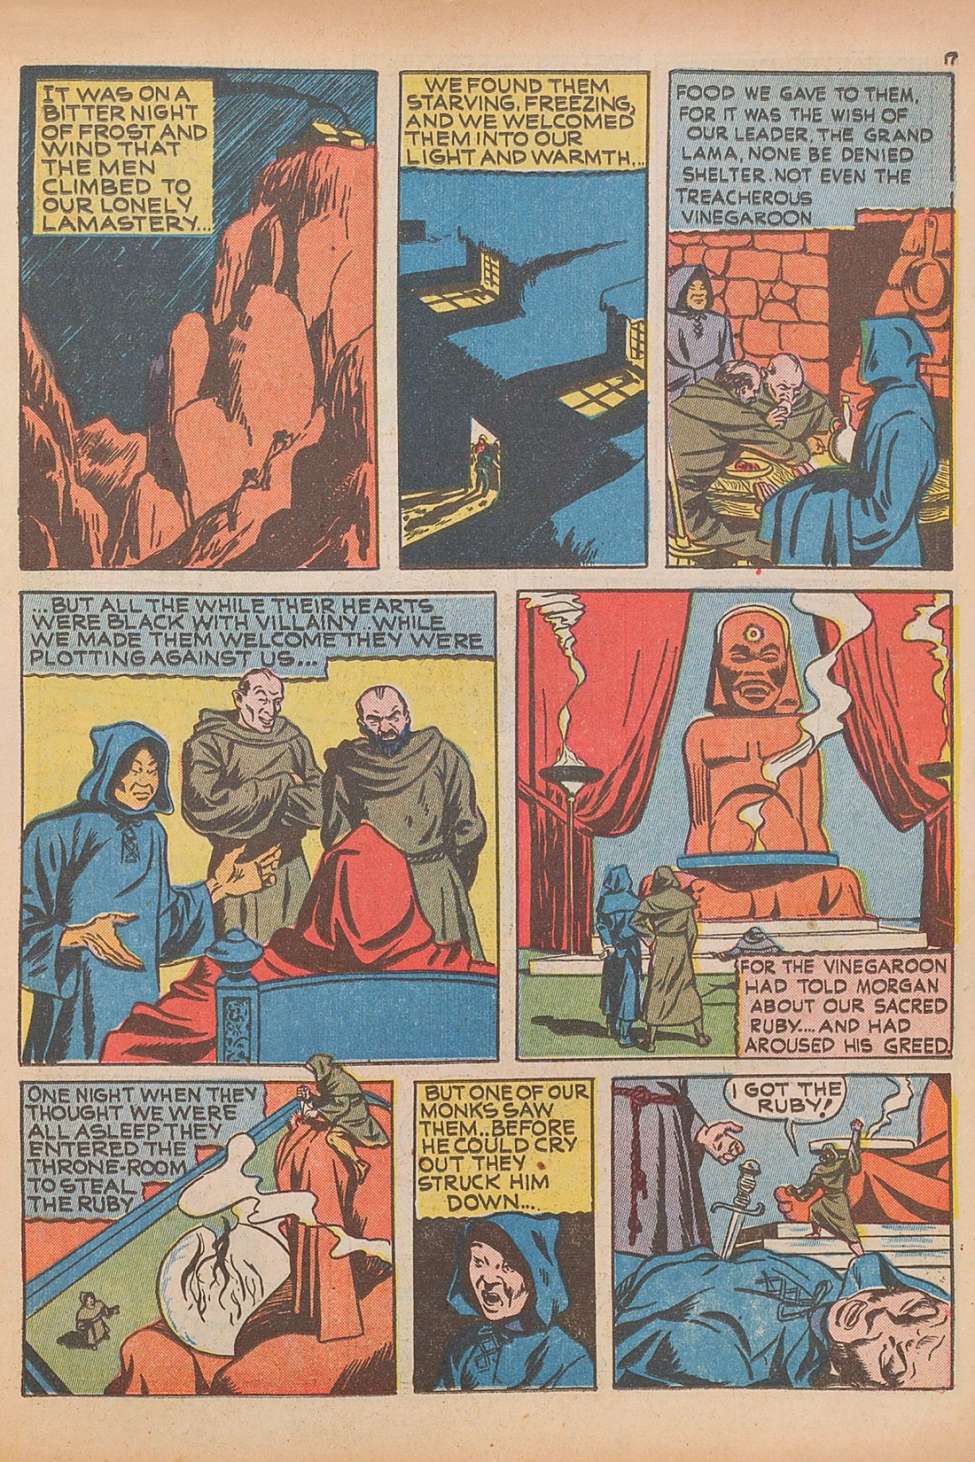 17
IT WAS ON A
BITTER NIGHT
OF FROST AND
WIND THAT
THE MEN
CLIMBED TO
OUR LONELY
LAMASTERY...
WE FOUND THEM
STARVING, FREEZING,
AND WE WELCOMED
THEM INTO OUR
LIGHT AND WARMTH...
FOOD WE GAVE TO THEM,
FOR IT WAS THE WISH OF
OUR LEADER, THE GRAND
LAMA, NONE BE DENIED
SHELTER. NOT EVEN THE
TREACHEROUS
VINEGAROON
...BUT ALL THE WHILE THEIR HEARTS
WERE BLACK WITH VILLAINY..WHILE
WE MADE THEM WELCOME THEY WERE
PLOTTING AGAINST US...
FOR THE VINEGAROON
HAD TOLD MORGAN
ABOUT OUR SACRED
RUBY....AND HAD
AROUSED HIS GREED.
ONE NIGHT WHEN THEY
THOUGHT WE WERE
ALL ASLEEP THEY
ENTERED THE
THRONE-ROOM
TO STEAL
THE RUBY
BUT ONE OF OUR
MONKS SAW
THEM..BEFORE
HE COULD CRY
OUT THEY
STRUCK HIM
DOWN....
I GOT THE
RUBY!